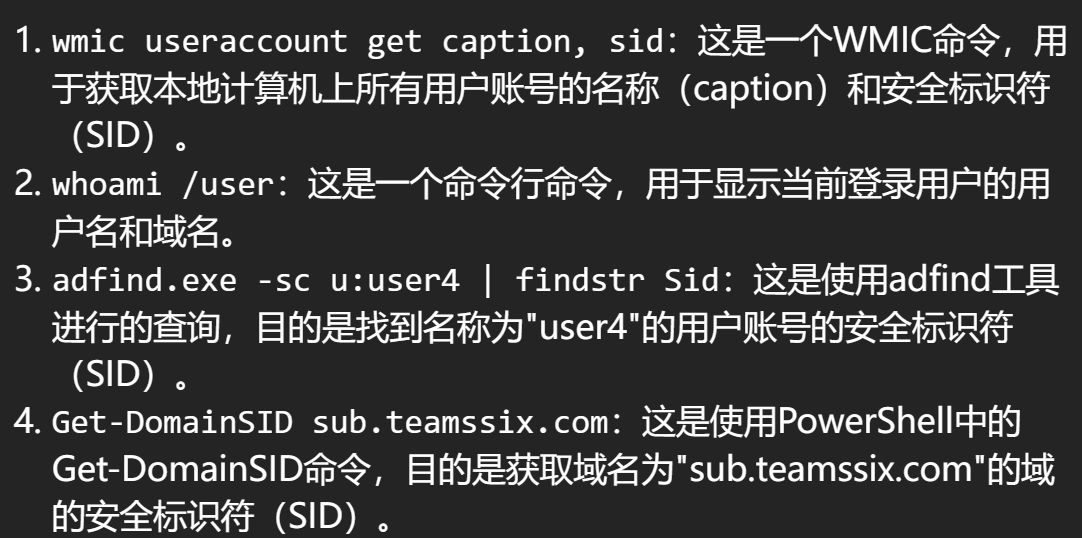 1. wmic useraccount get caption, sid：这是一个WMIC命令，用
于获取本地计算机上所有用户账号的名称（caption）和安全标识符
（SID）。
2. whoami /user：这是一个命令行命令，用于显示当前登录用户的用
户名和域名。
3. adfind.exe -sc u:user4 | findstr Sid：这是使用adfind工具
进行的查询，目的是找到名称为"user4"的用户账号的安全标识符
（SID）。
4. Get-DomainSID sub.teamssix.com：这是使用PowerShell中的
Get-DomainSID命令，目的是获取域名为"sub.teamssix.com"的域
的安全标识符（SID）。